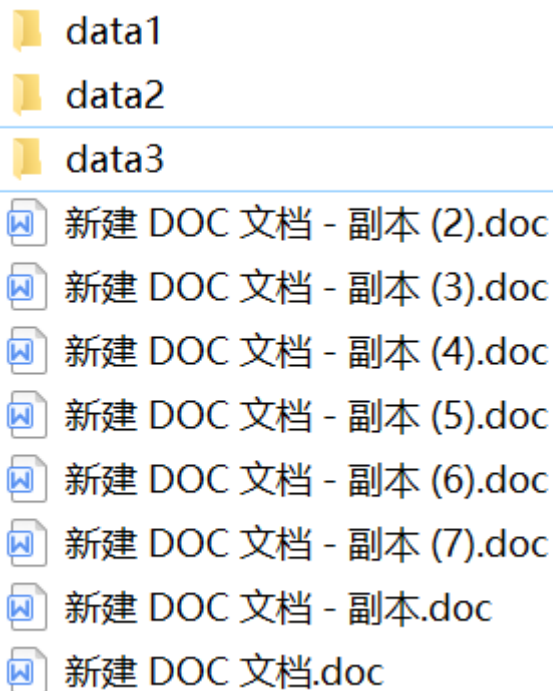 data1
data2
data3
新建 DOC 文档 - 副本 (2).doc
新建 DOC 文档 - 副本 (3).doc
新建 DOC 文档 - 副本 (4).doc
新建 DOC 文档 - 副本 (5).doc
新建 DOC 文档 - 副本 (6).doc
新建 DOC 文档 - 副本 (7).doc
新建 DOC 文档 - 副本.doc
新建 DOC 文档.doc